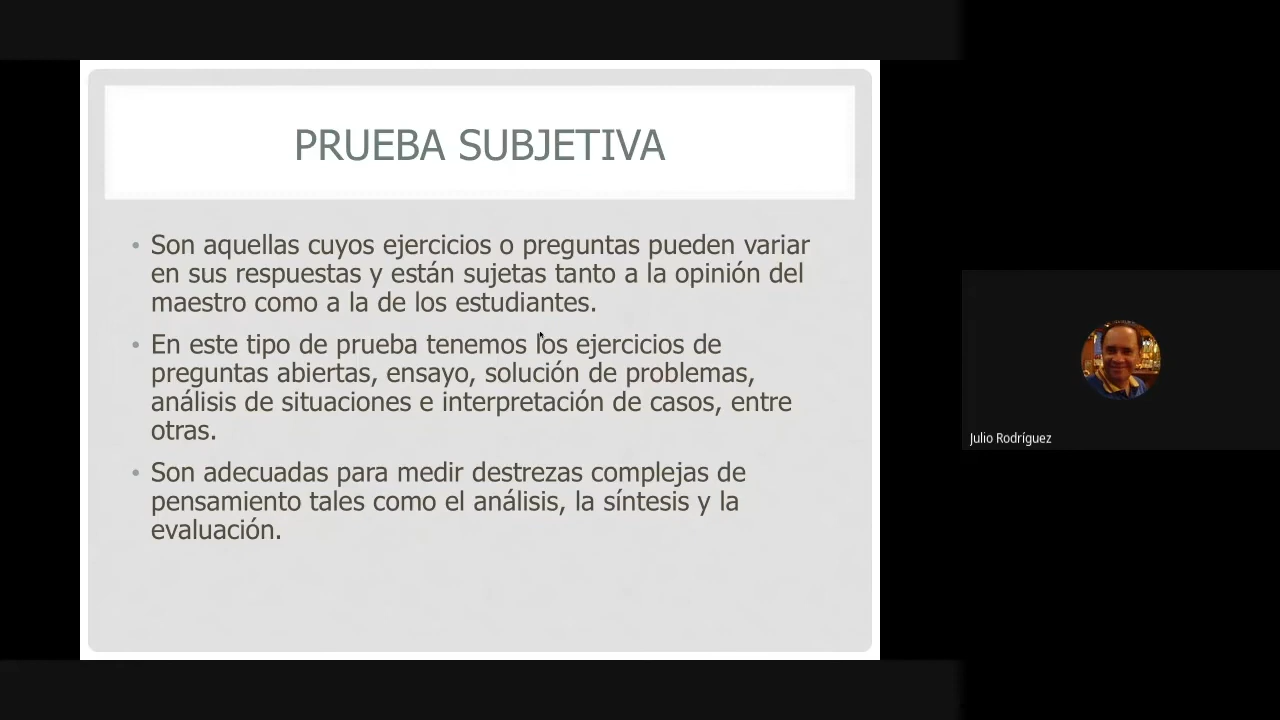 PRUEBA SUBJETIVA
• Son aquellas cuyos ejercicios o preguntas pueden variar
en sus respuestas y están sujetas tanto a la opinión del
maestro como a la de los estudiantes.
• En este tipo de prueba tenemos los ejercicios de
preguntas abiertas, ensayo, solución de problemas,
análisis de situaciones e interpretación de casos, entre
otras.
• Son adecuadas para medir destrezas complejas de
pensamiento tales como el análisis, la síntesis y la
evaluación.
Julio Rodríguez